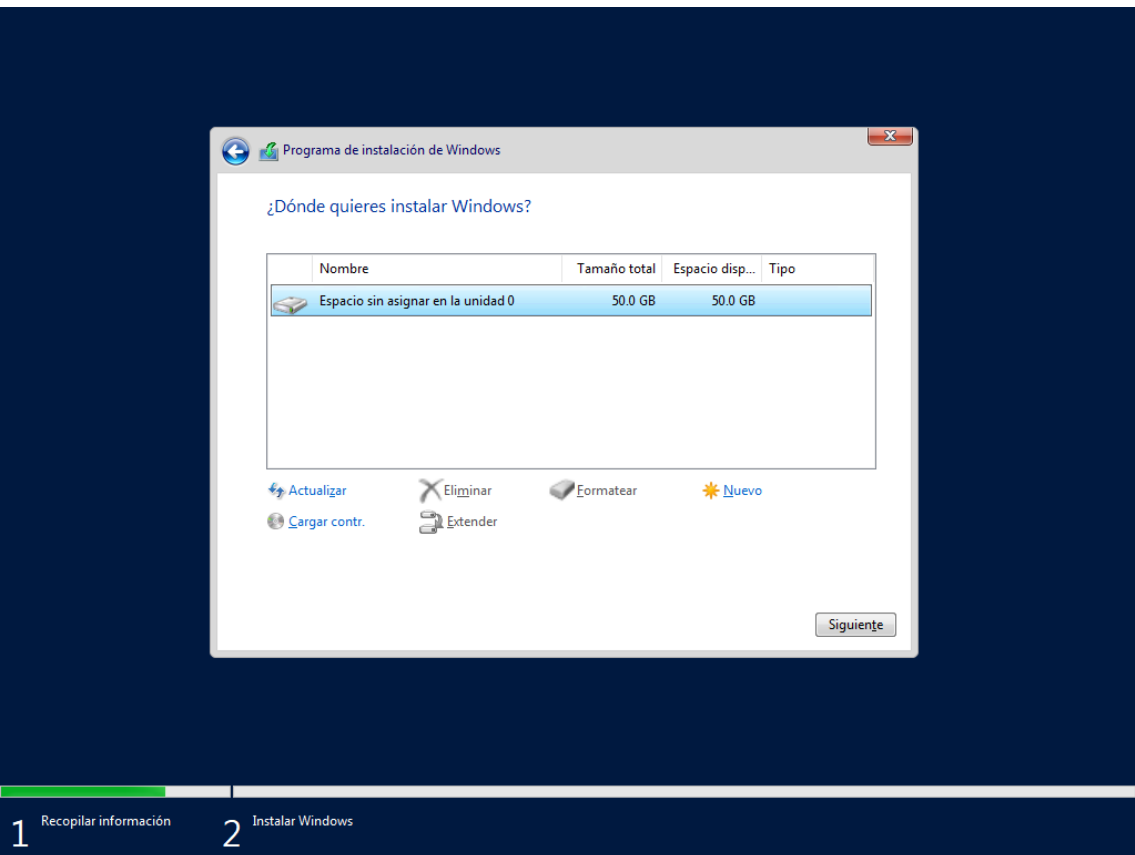 Programa de instalación de Windows
¿Dónde quieres instalar Windows?
Nombre Tamaño total Espacio disp... Tipo
Espacio sin asignar en la unidad 0 50.0 GB 50.0 GB
Actualizar Eliminar Formatear Nuevo
Cargar contr. Extender
Siguiente
1 Recopilar información 2 Instalar Windows